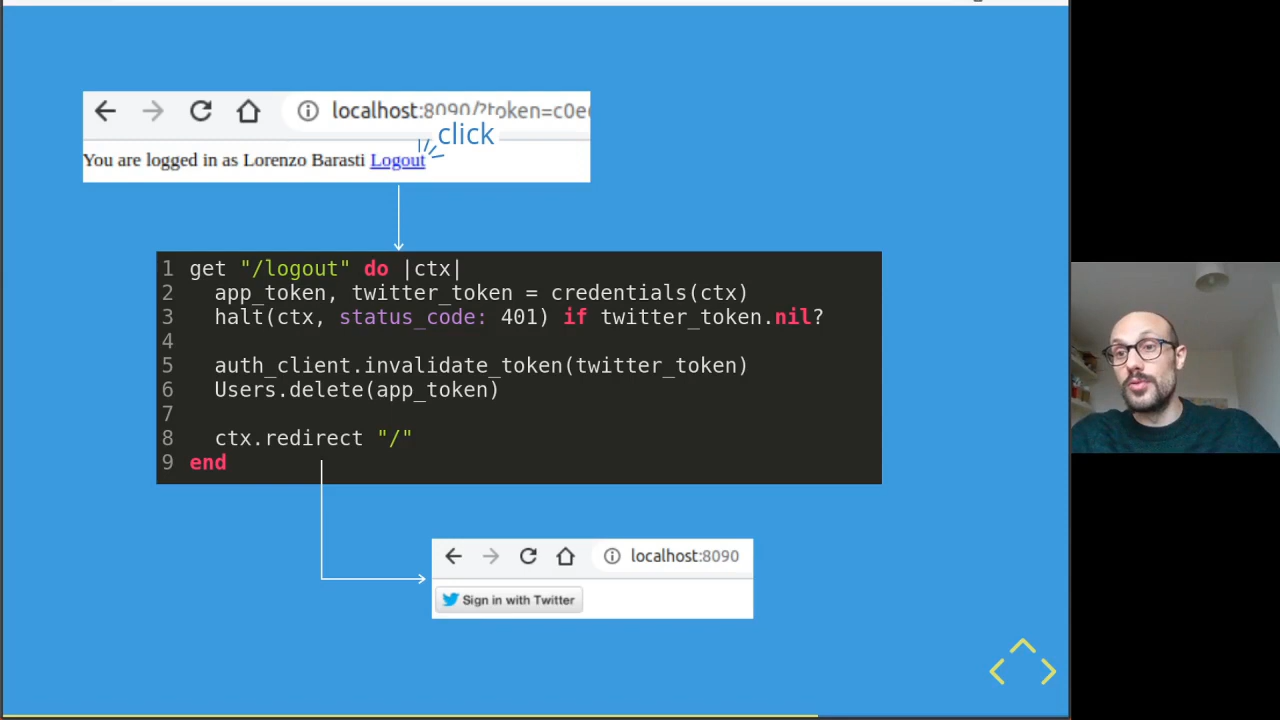 localhost:8090/?token=c0e
click
You are logged in as Lorenzo Barasti Logout
1 get "/logout" do |ctx|
2   app_token, twitter_token = credentials(ctx)
3   halt(ctx, status_code: 401) if twitter_token.nil?
4
5   auth_client.invalidate_token(twitter_token)
6   Users.delete(app_token)
7
8   ctx.redirect "/"
9 end
localhost:8090
Sign in with Twitter